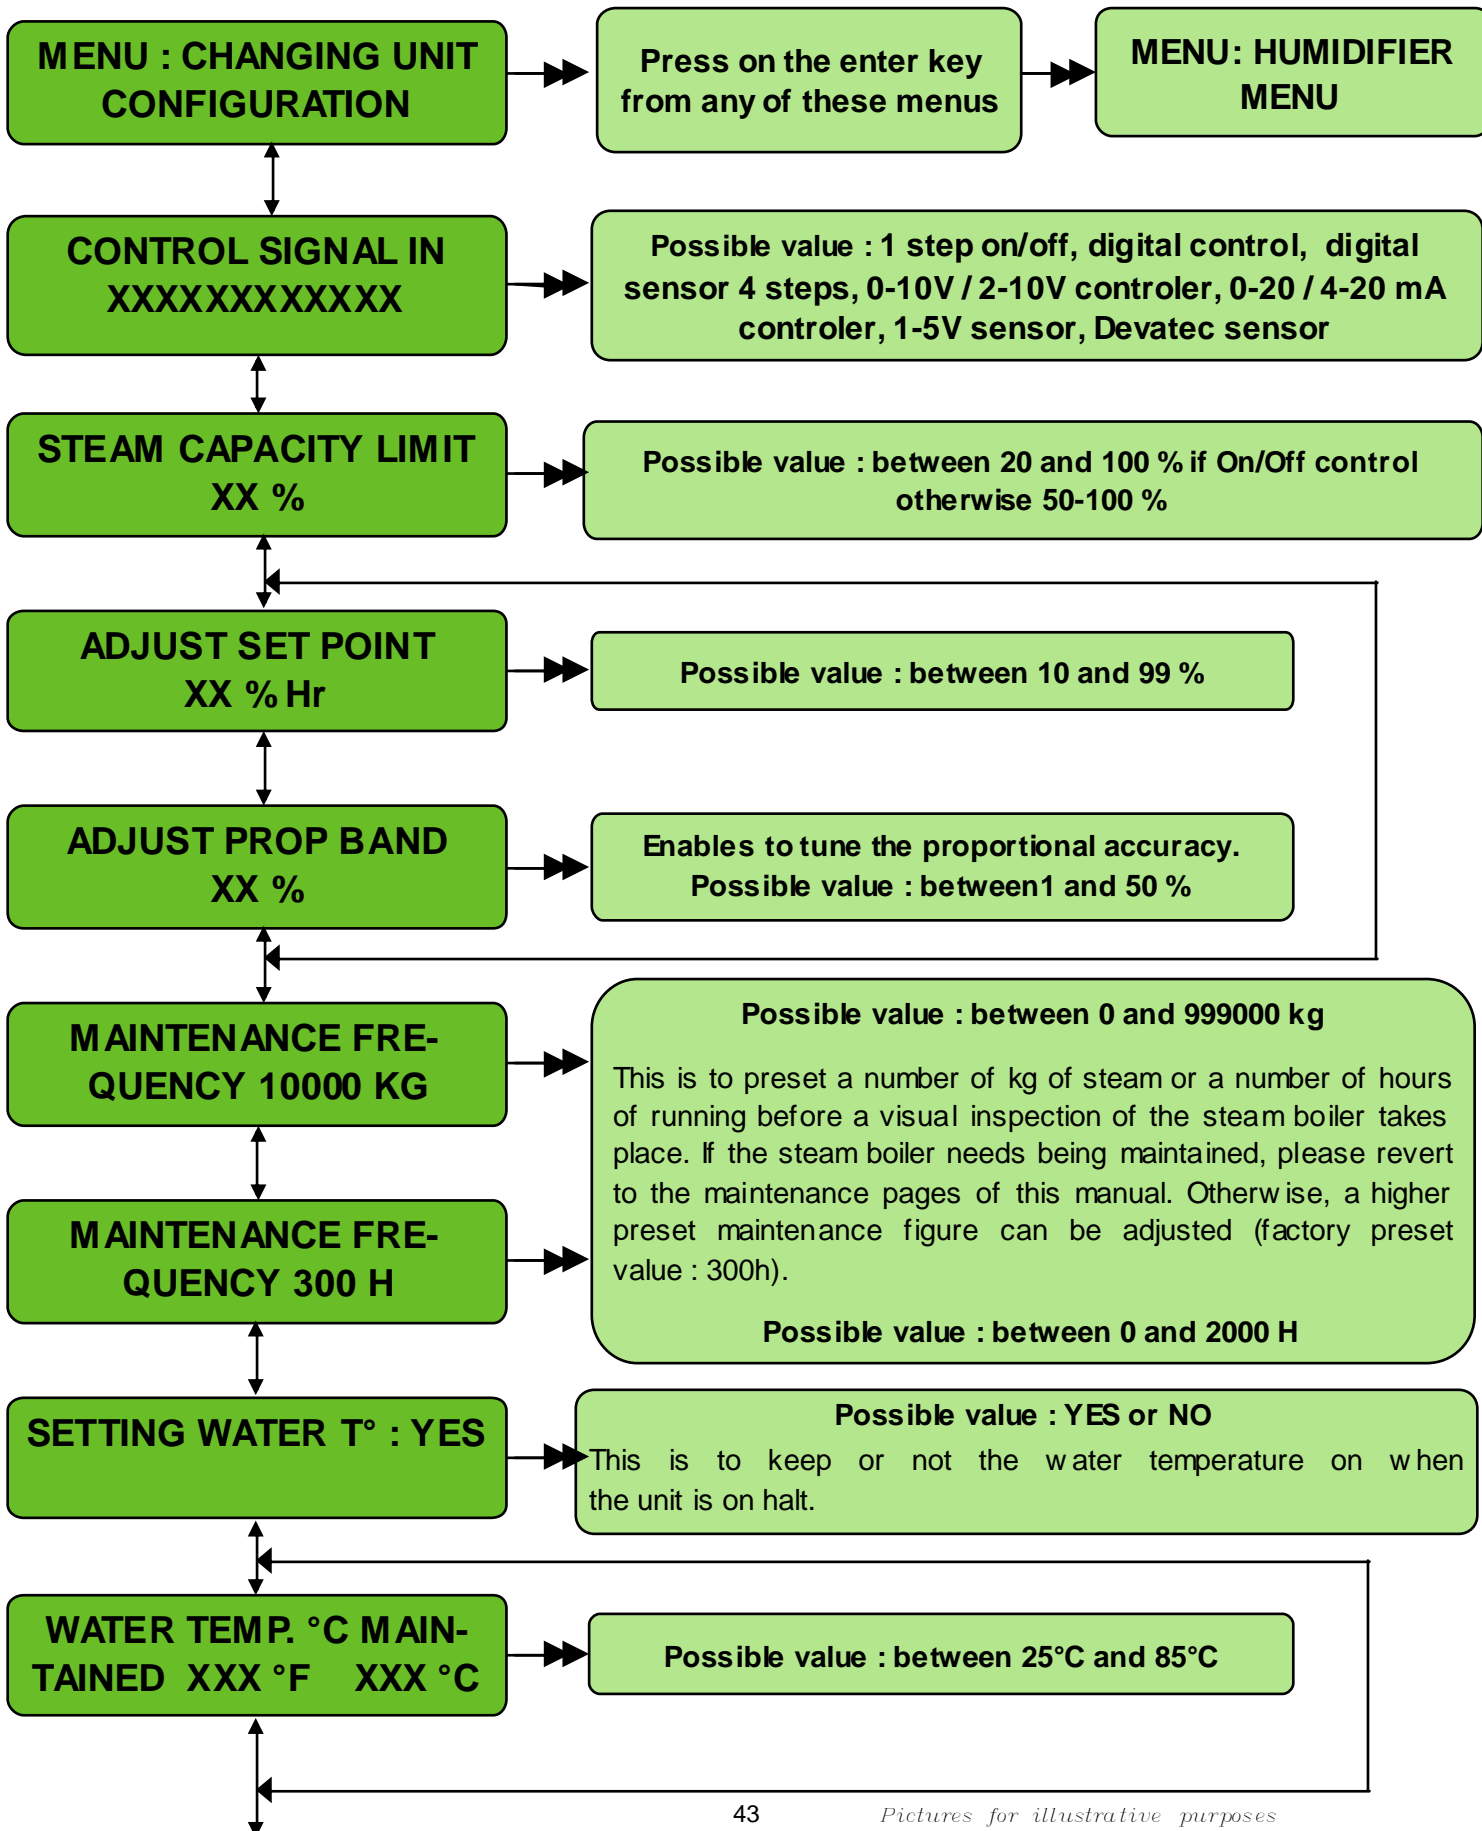 MENU : CHANGING UNIT
CONFIGURATION
Press on the enter key
from any of these menus
MENU: HUMIDIFIER
MENU
CONTROL SIGNAL IN
XXXXXXXXXXXX
Possible value : 1 step on/off, digital control, digital
sensor 4 steps, 0-10V / 2-10V controler, 0-20 / 4-20 mA
controler, 1-5V sensor, Devatec sensor
STEAM CAPACITY LIMIT
XX %
Possible value : between 20 and 100 % if On/Off control
otherwise 50-100 %
ADJUST SET POINT
XX % Hr
Possible value : between 10 and 99 %
ADJUST PROP BAND
XX %
Enables to tune the proportional accuracy.
Possible value : between1 and 50 %
MAINTENANCE FRE-
QUENCY 10000 KG
Possible value : between 0 and 999000 kg
This is to preset a number of kg of steam or a number of hours
of running before a visual inspection of the steam boiler takes
place. If the steam boiler needs being maintained, please revert
to the maintenance pages of this manual. Otherwise, a higher
preset maintenance figure can be adjusted (factory preset
value : 300h).
Possible value : between 0 and 2000 H
MAINTENANCE FRE-
QUENCY 300 H
SETTING WATER T° : YES
Possible value : YES or NO
This is to keep or not the water temperature on when
the unit is on halt.
WATER TEMP. °C MAIN-
TAINED XXX °F XXX °C
Possible value : between 25°C and 85°C
43
Pictures for illustrative purposes